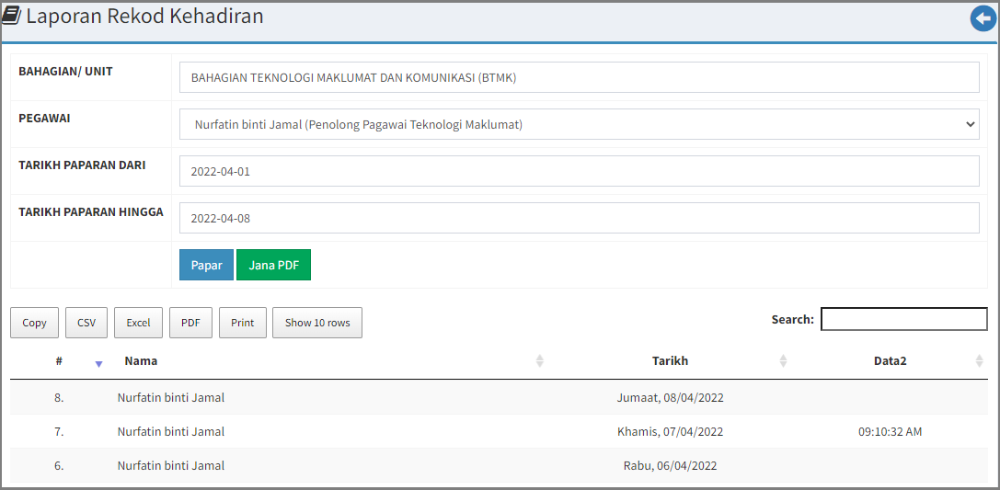 Laporan Rekod Kehadiran
BAHAGIAN/ UNIT
BAHAGIAN TEKNOLOGI MAKLUMAT DAN KOMUNIKASI (BTMK)
PEGAWAI
Nurfatin binti Jamal (Penolong Pagawai Teknologi Maklumat)
TARIKH PAPARAN DARI
2022-04-01
TARIKH PAPARAN HINGGA
2022-04-08
Papar Jana PDF
Copy CSV Excel PDF Print Show 10 rows Search:
# Nama Tarikh Data2
8. Nurfatin binti Jamal Jumaat, 08/04/2022
7. Nurfatin binti Jamal Khamis, 07/04/2022 09:10:32 AM
6. Nurfatin binti Jamal Rabu, 06/04/2022